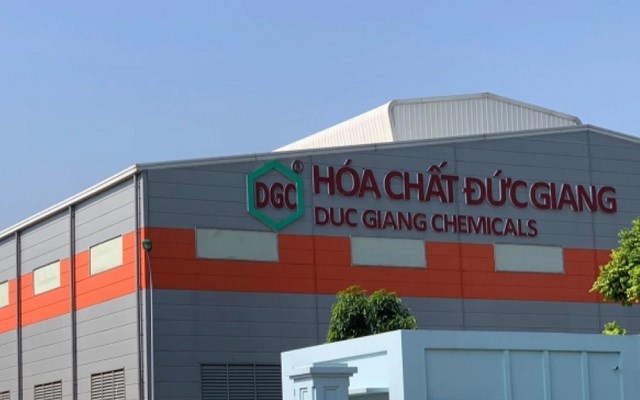 DGC ® HÓA CHẤT ĐỨC GIANG
DUC GIANG CHEMICALS